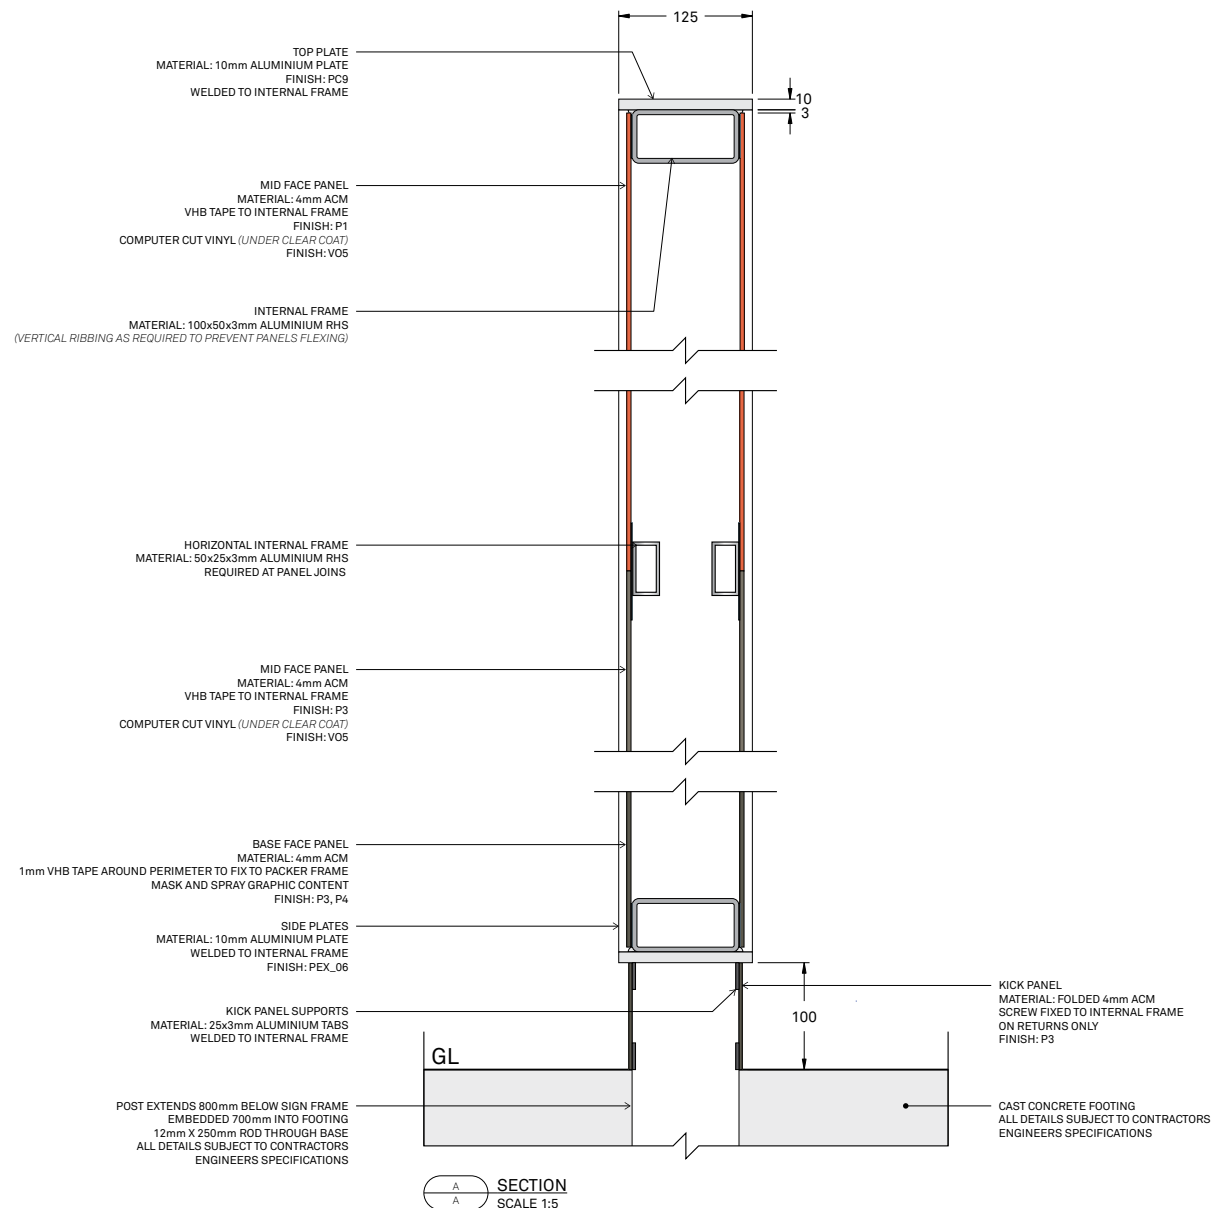 125
TOP PLATE
MATERIAL: 10mm ALUMINIUM PLATE
FINISH: PC9
WELDED TO INTERNAL FRAME
10
3
MID FACE PANEL
MATERIAL: 4mm ACM
VHB TAPE TO INTERNAL FRAME
FINISH: P1
COMPUTER CUT VINYL (UNDER CLEAR COAT)
FINISH: VO5
INTERNAL FRAME
MATERIAL: 100x50x3mm ALUMINIUM RHS
(VERTICAL RIBBING AS REQUIRED TO PREVENT PANELS FLEXING)
HORIZONTAL INTERNAL FRAME
MATERIAL: 50x25x3mm ALUMINIUM RHS
REQUIRED AT PANEL JOINS
MID FACE PANEL
MATERIAL: 4mm ACM
VHB TAPE TO INTERNAL FRAME
FINISH: P3
COMPUTER CUT VINYL (UNDER CLEAR COAT)
FINISH: VO5
BASE FACE PANEL
MATERIAL: 4mm ACM
1mm VHB TAPE AROUND PERIMETER TO FIX TO PACKER FRAME
MASK AND SPRAY GRAPHIC CONTENT
FINISH: P3, P4
SIDE PLATES
MATERIAL: 10mm ALUMINIUM PLATE
WELDED TO INTERNAL FRAME
FINISH: PEX_06
KICK PANEL SUPPORTS
MATERIAL: 25x3mm ALUMINIUM TABS
WELDED TO INTERNAL FRAME
100
KICK PANEL
MATERIAL: FOLDED 4mm ACM
SCREW FIXED TO INTERNAL FRAME
ON RETURNS ONLY
FINISH: P3
GL
POST EXTENDS 800mm BELOW SIGN FRAME
EMBEDDED 700mm INTO FOOTING
12mm X 250mm ROD THROUGH BASE
ALL DETAILS SUBJECT TO CONTRACTORS
ENGINEERS SPECIFICATIONS
CAST CONCRETE FOOTING
ALL DETAILS SUBJECT TO CONTRACTORS
ENGINEERS SPECIFICATIONS
A
A
SECTION
SCALE 1:5